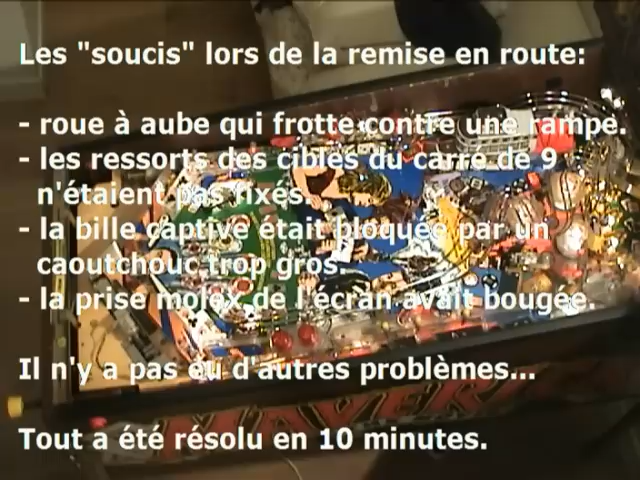 Les "soucis" lors de la remise en route:
- roue à aube qui frotte contre une rampe.
- les ressorts des cibles du carré de 9
n'étaient pas fixés.
- la bille captive était bloquée par un
caoutchouc trop gros.
- la prise molex de l'écran avait bougée.
Il n'y a pas eu d'autres problèmes...
Tout a été résolu en 10 minutes.
MAVERICK